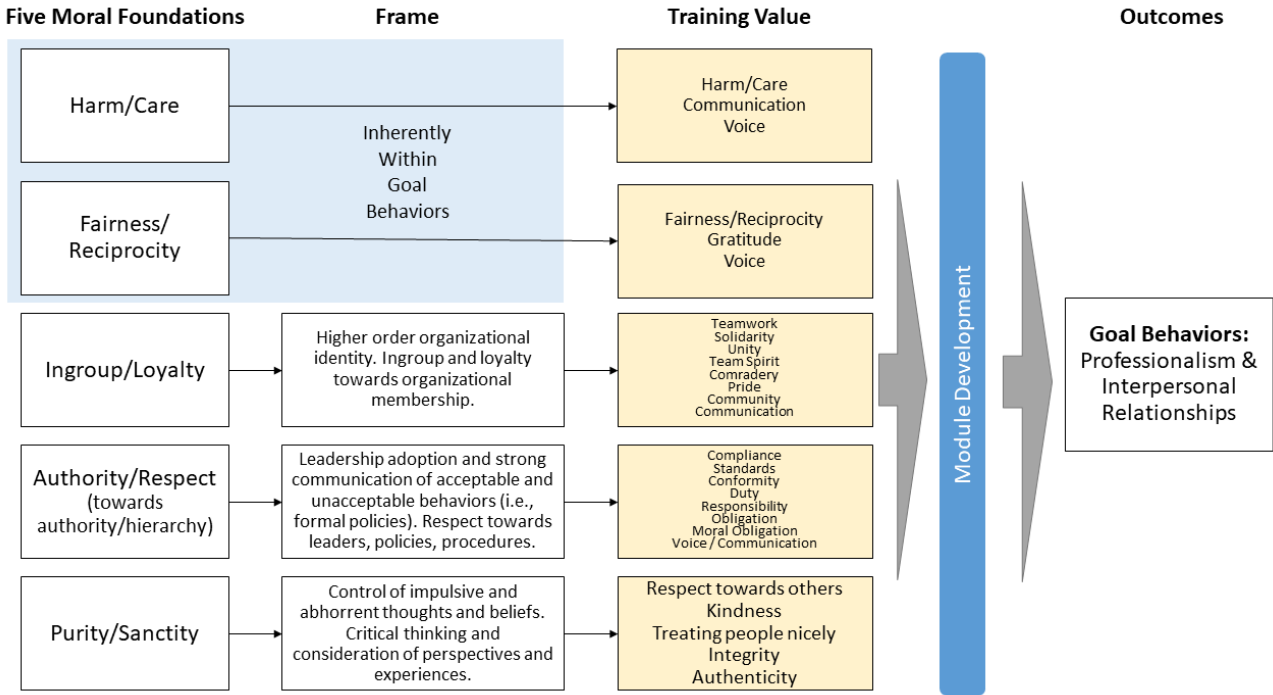 Five Moral Foundations
Frame
Training Value
Outcomes
Harm/Care
Inherently
Within
Goal
Behaviors
Harm/Care
Communication
Voice
Fairness/
Reciprocity
Fairness/Reciprocity
Gratitude
Voice
Ingroup/Loyalty
Higher order organizational
identity. Ingroup and loyalty
towards organizational
membership.
Teamwork
Solidarity
Unity
Team Spirit
Comradery
Pride
Community
Communication
Authority/Respect
(towards
authority/hierarchy)
Leadership adoption and strong
communication of acceptable and
unacceptable behaviors (i.e.,
formal policies). Respect towards
leaders, policies, procedures.
Compliance
Standards
Conformity
Duty
Responsibility
Obligation
Moral Obligation
Voice / Communication
Purity/Sanctity
Control of impulsive and
abhorrent thoughts and beliefs.
Critical thinking and
consideration of perspectives and
experiences.
Respect towards others
Kindness
Treating people nicely
Integrity
Authenticity
Module Development
Goal Behaviors:
Professionalism &
Interpersonal
Relationships